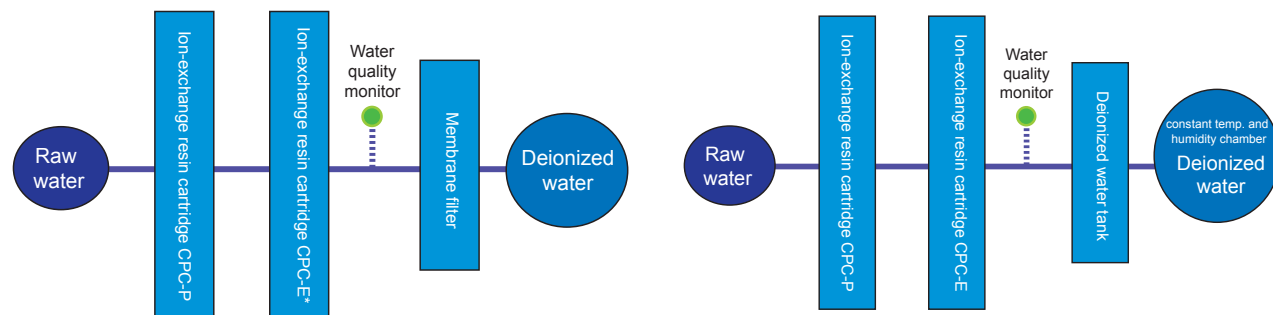 Raw
water
Ion-exchange resin cartridge CPC-P
Ion-exchange resin cartridge CPC-E*
Water
quality
monitor
Membrane filter
Deionized
water
Raw
water
Ion-exchange resin cartridge CPC-P
Ion-exchange resin cartridge CPC-E
Water
quality
monitor
Deionized water tank
constant temp. and
humidity chamber
Deionized
water